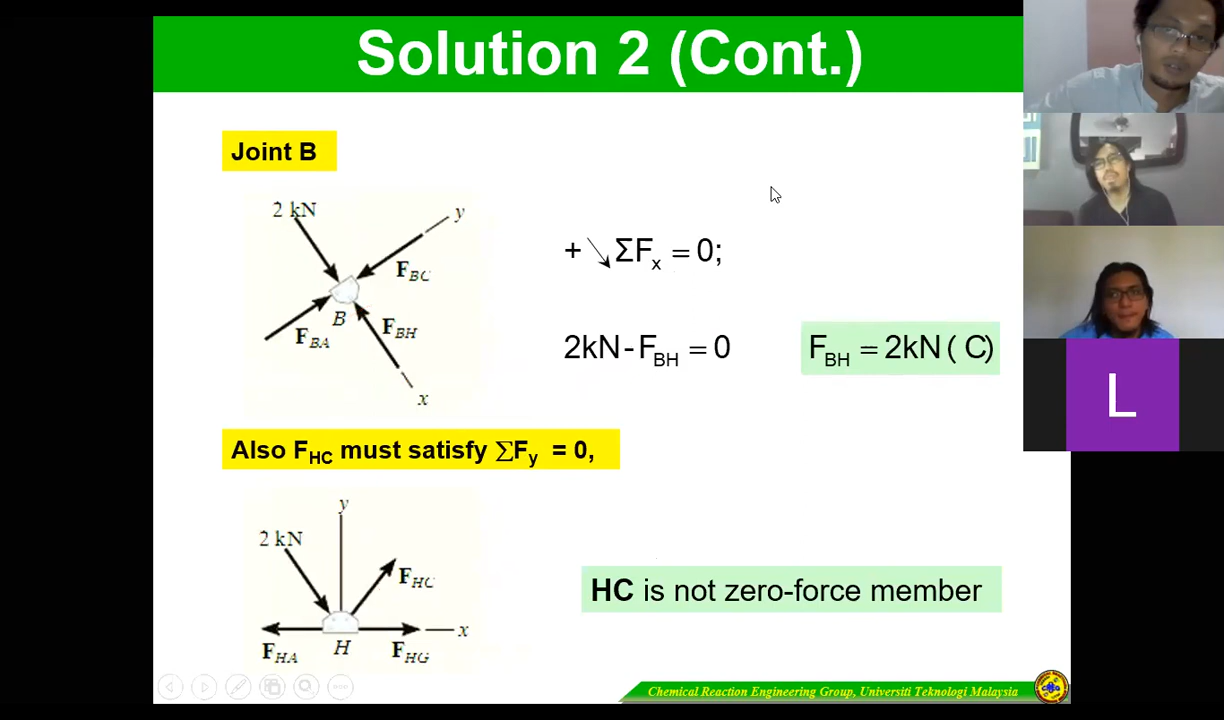 Solution 2 (Cont.)
Joint B
2 kN
y
F_BC
B
F_BH
F_BA
x
+ ↘ ΣF_x = 0;
2kN - F_BH = 0
F_BH = 2kN ( C)
Also F_HC must satisfy ΣF_y = 0,
y
2 kN
F_HC
x
F_HA
H
F_HG
HC is not zero-force member
Chemical Reaction Engineering Group, Universiti Teknologi Malaysia
L